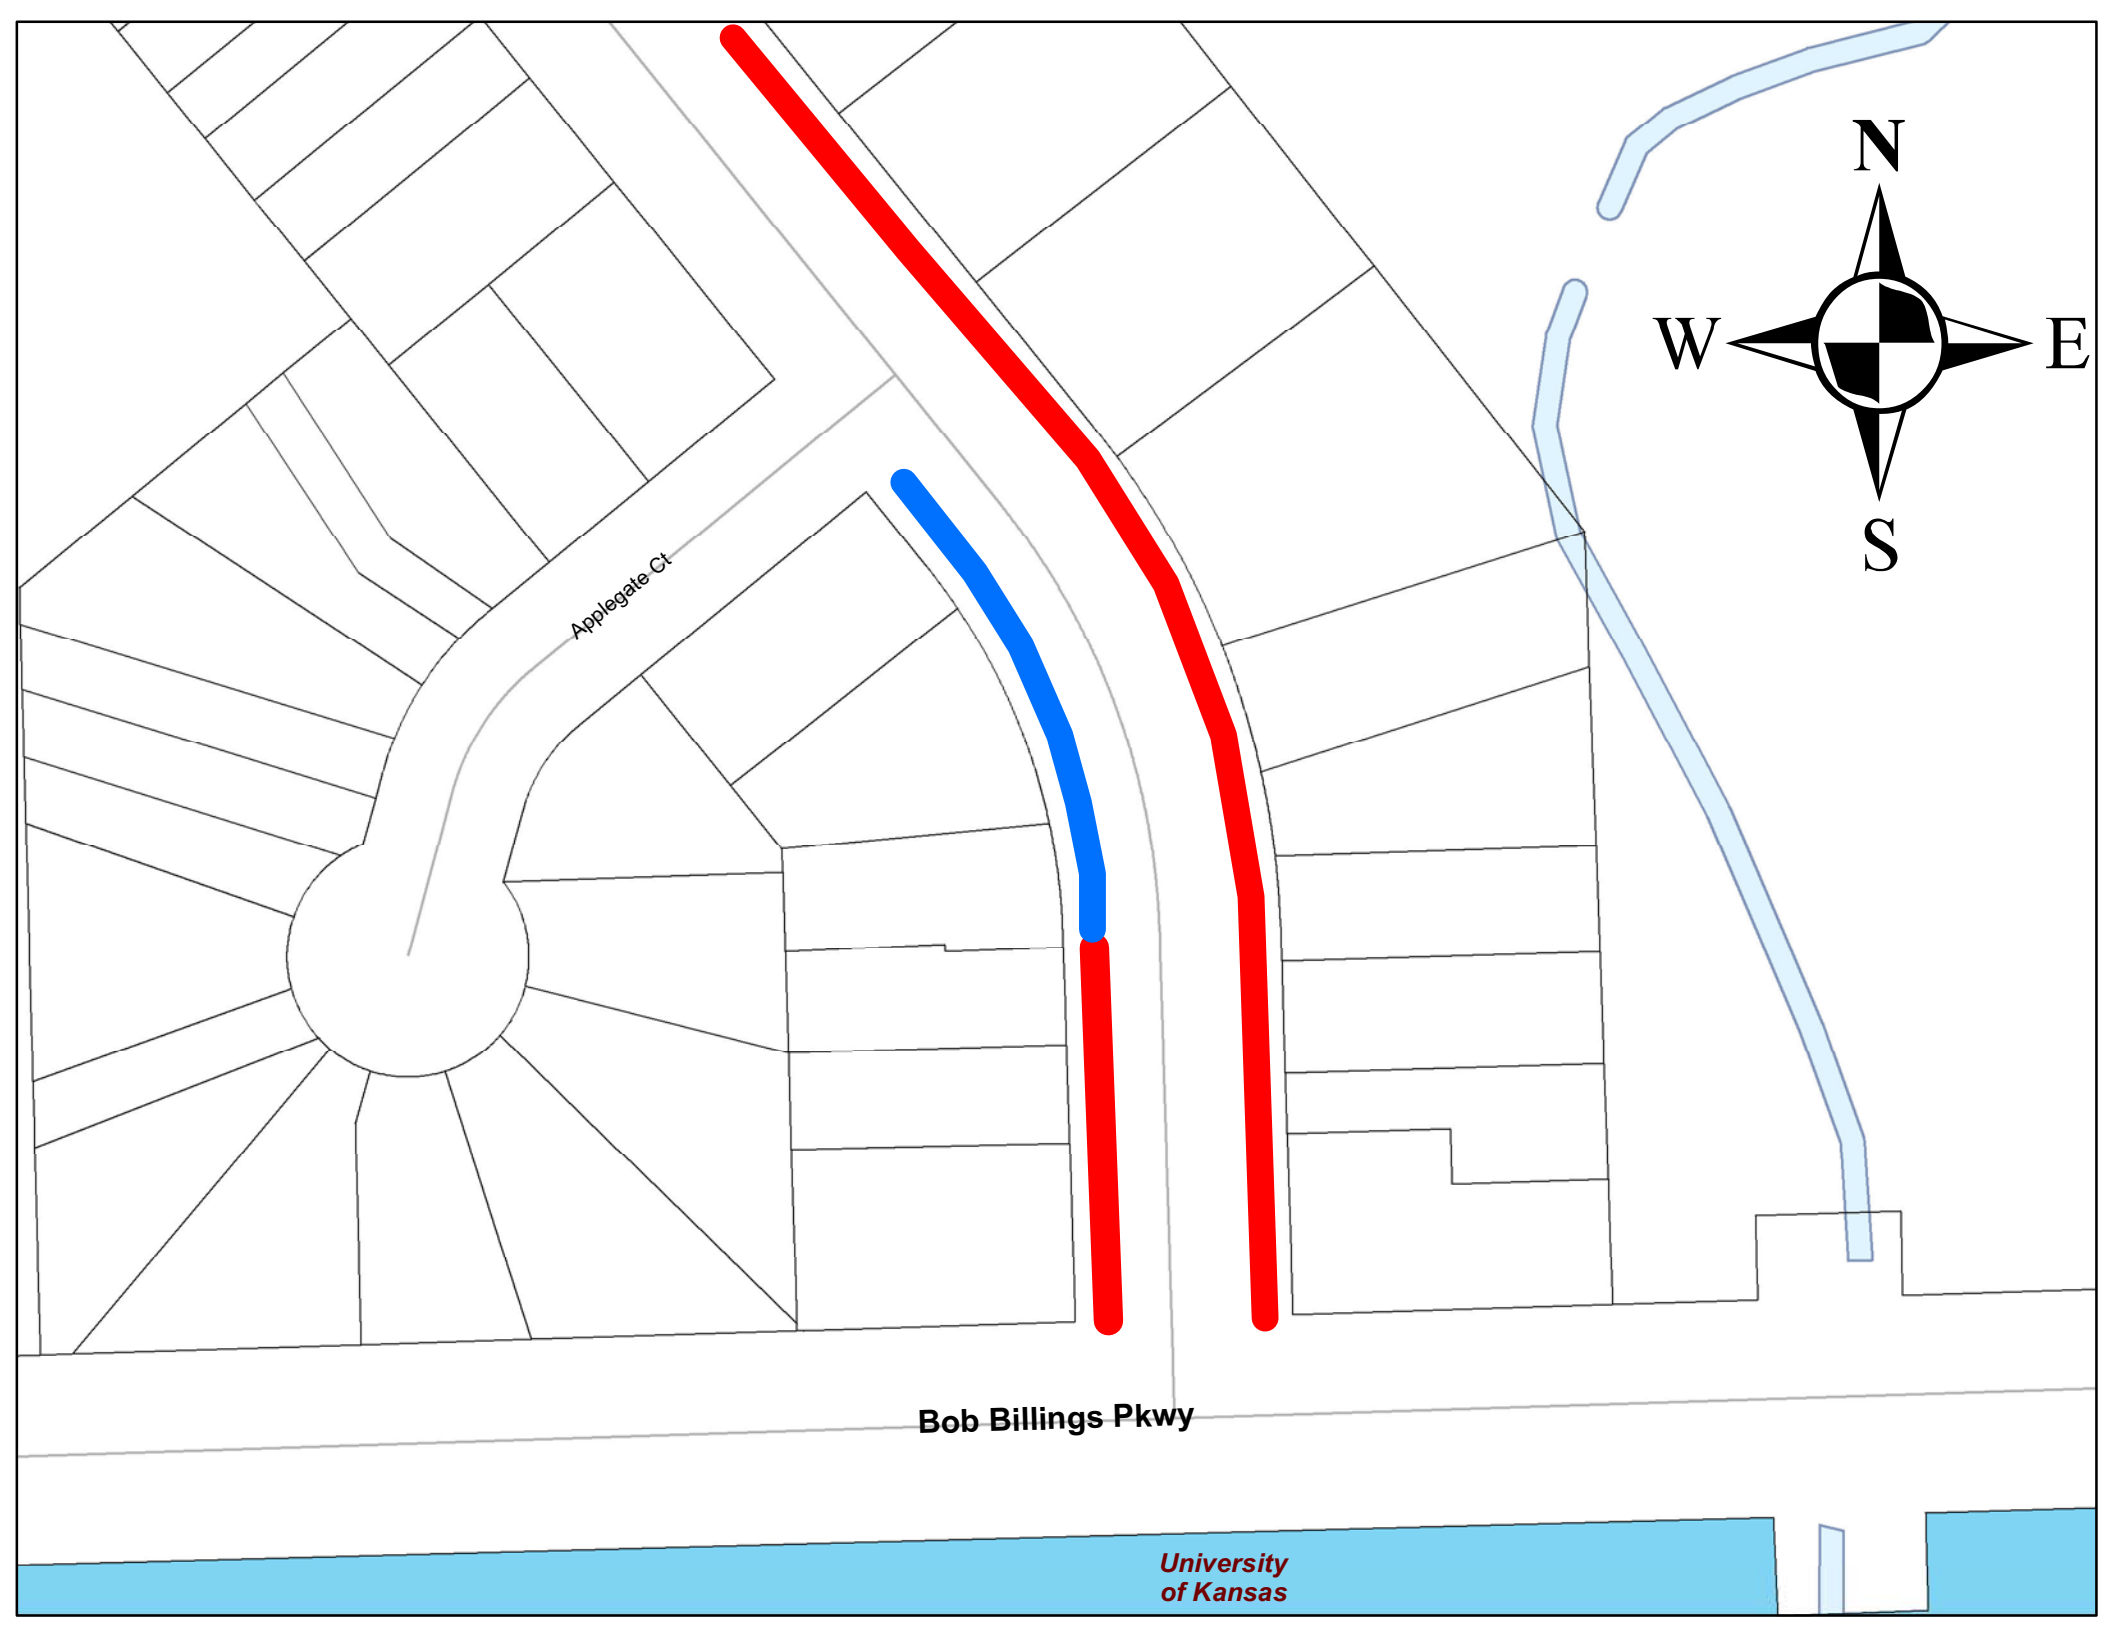 N
W
E
S
Applegate Ct
Bob Billings Pkwy
University
of Kansas